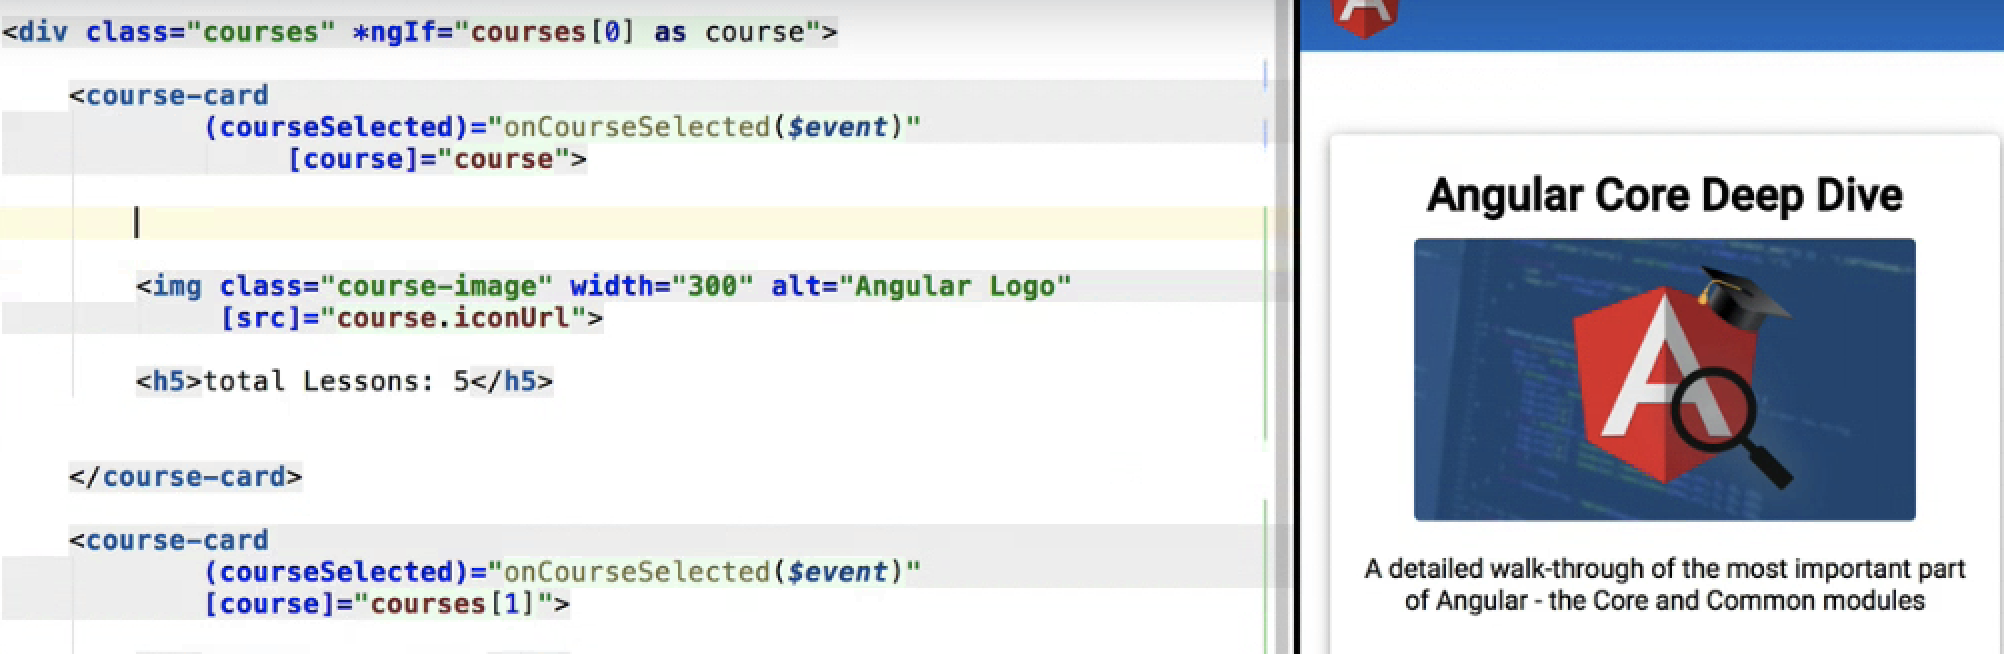 <div class="courses" *ngIf="courses[0] as course">
<course-card
(courseSelected)="onCourseSelected($event)"
[course]="course">
<img class="course-image" width="300" alt="Angular Logo"
[src]="course.iconUrl">
<h5>total Lessons: 5</h5>
</course-card>
<course-card
(courseSelected)="onCourseSelected($event)"
[course]="courses[1]">
Angular Core Deep Dive
A detailed walk-through of the most important part
of Angular - the Core and Common modules